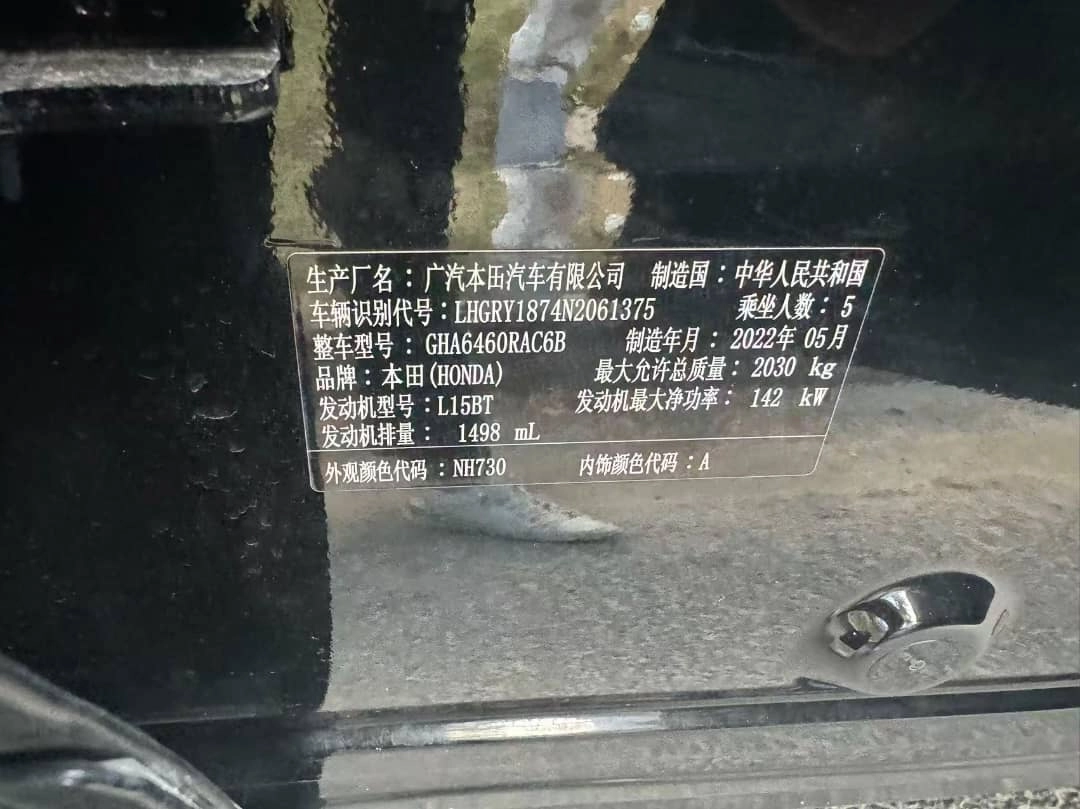 生产厂名：广汽本田汽车有限公司 制造国：中华人民共和国
车辆识别代号：LHGRY1874N2061375 乘坐人数：5
整车型号：GHA6460RAC6B 制造年月：2022年 05月
品牌：本田(HONDA) 最大允许总质量：2030 kg
发动机型号：L15BT 发动机最大净功率：142 kW
发动机排量：1498 mL
外观颜色代码：NH730 内饰颜色代码：A